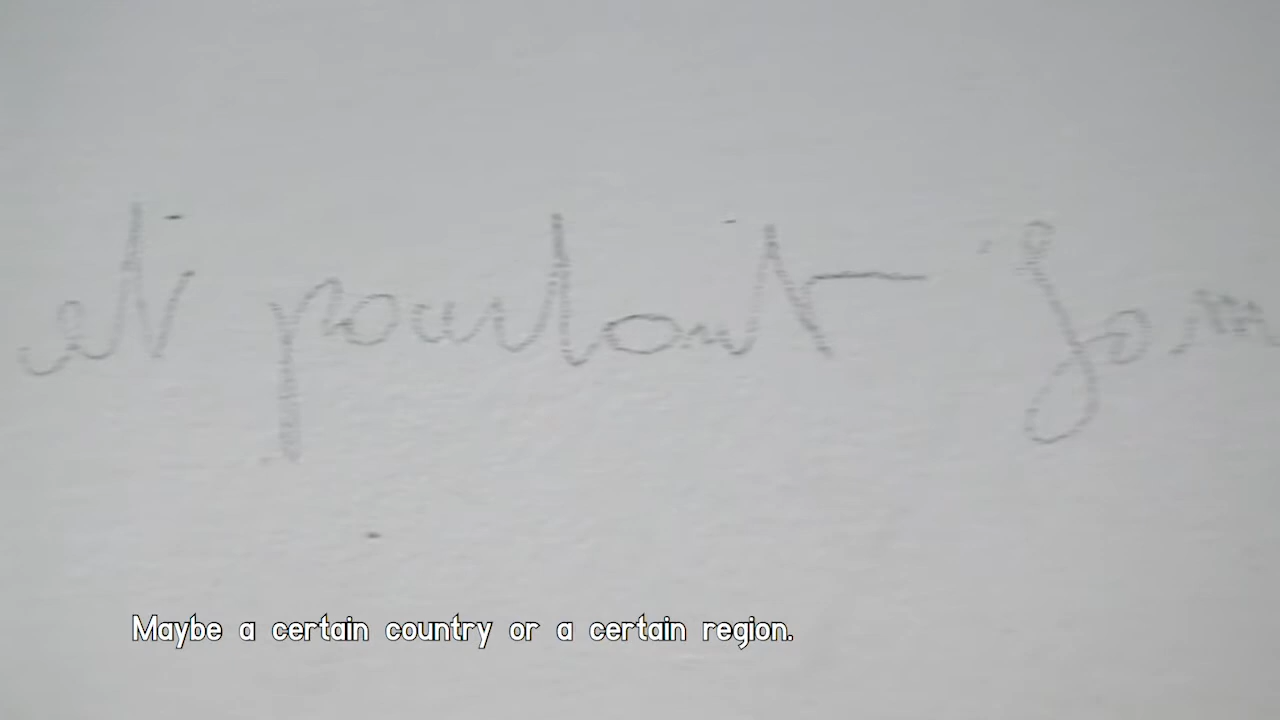 et pourtant
Maybe a certain country or a certain region.